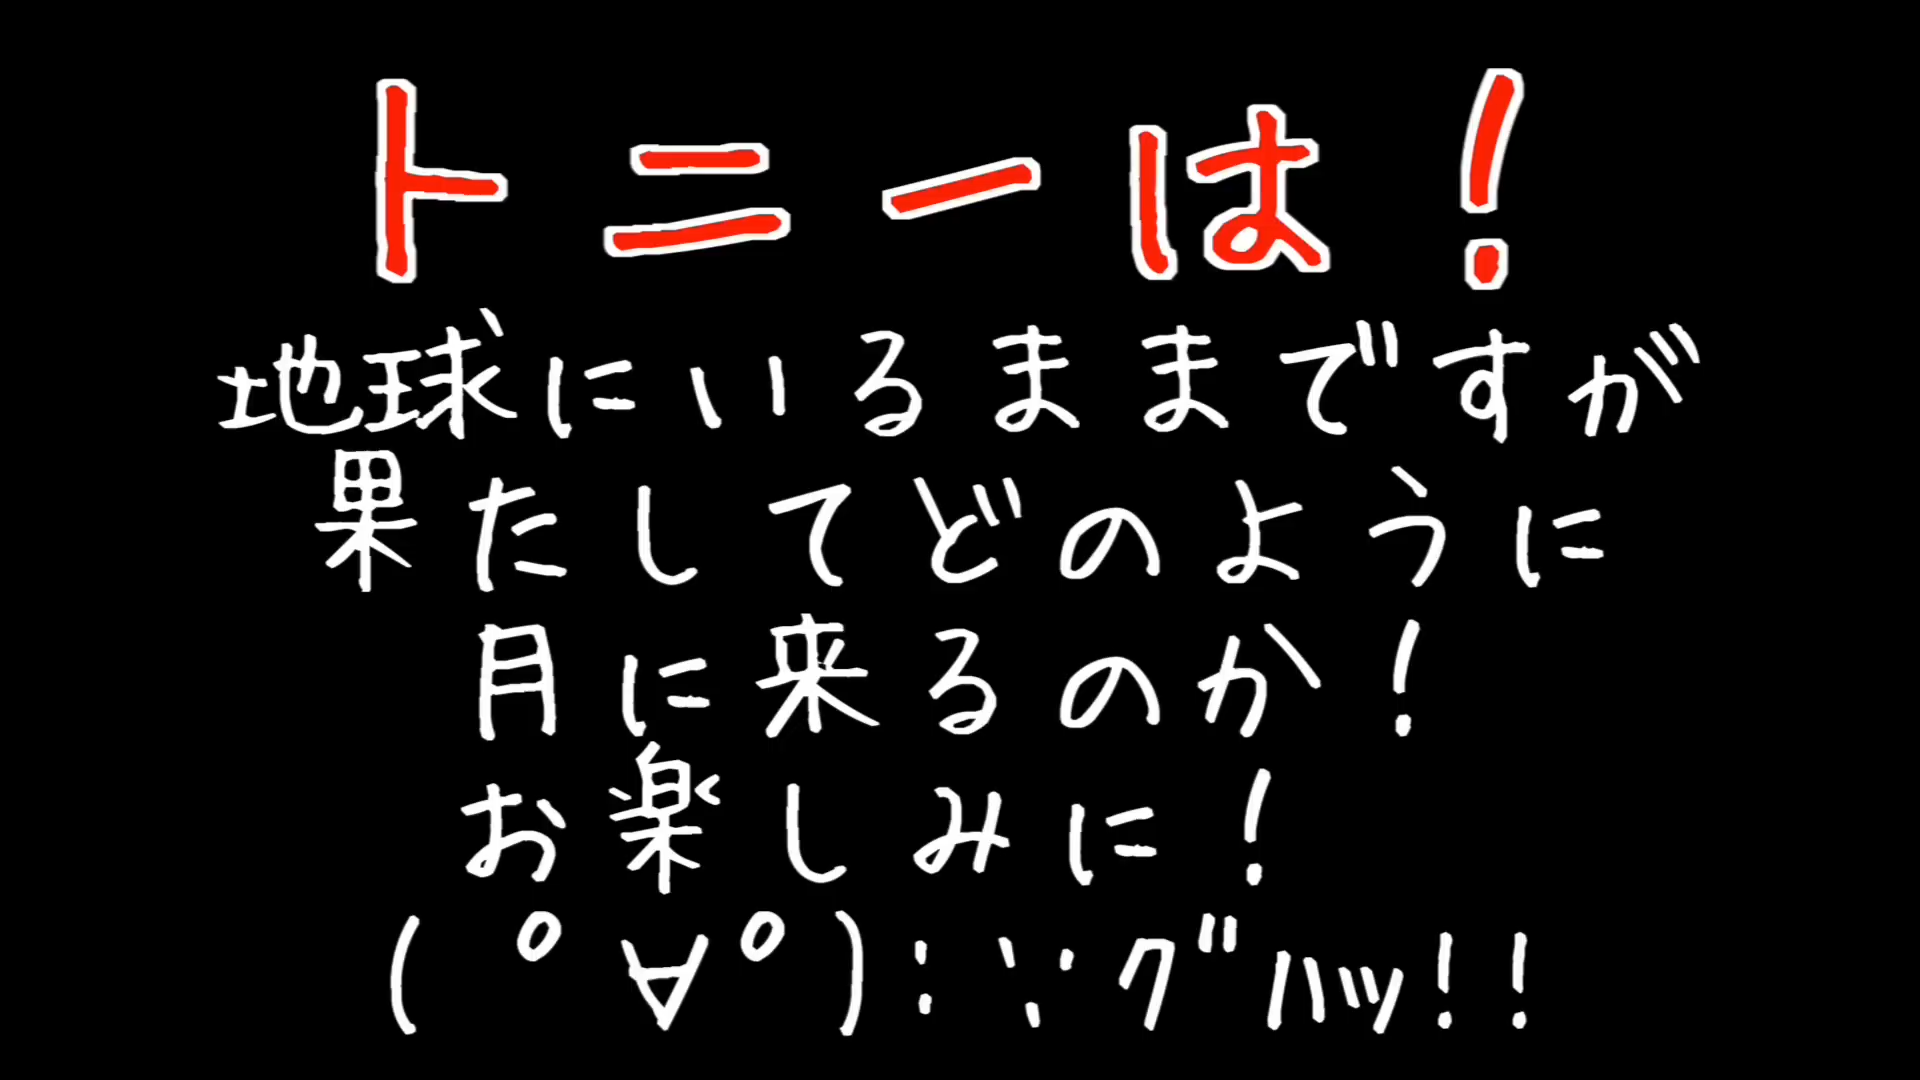 トニーは！
地球にいるままですが
果たしてどのように
月に来るのか！
お楽しみに！
(ﾟ∀ﾟ):∵ｸﾞﾊｯ!!